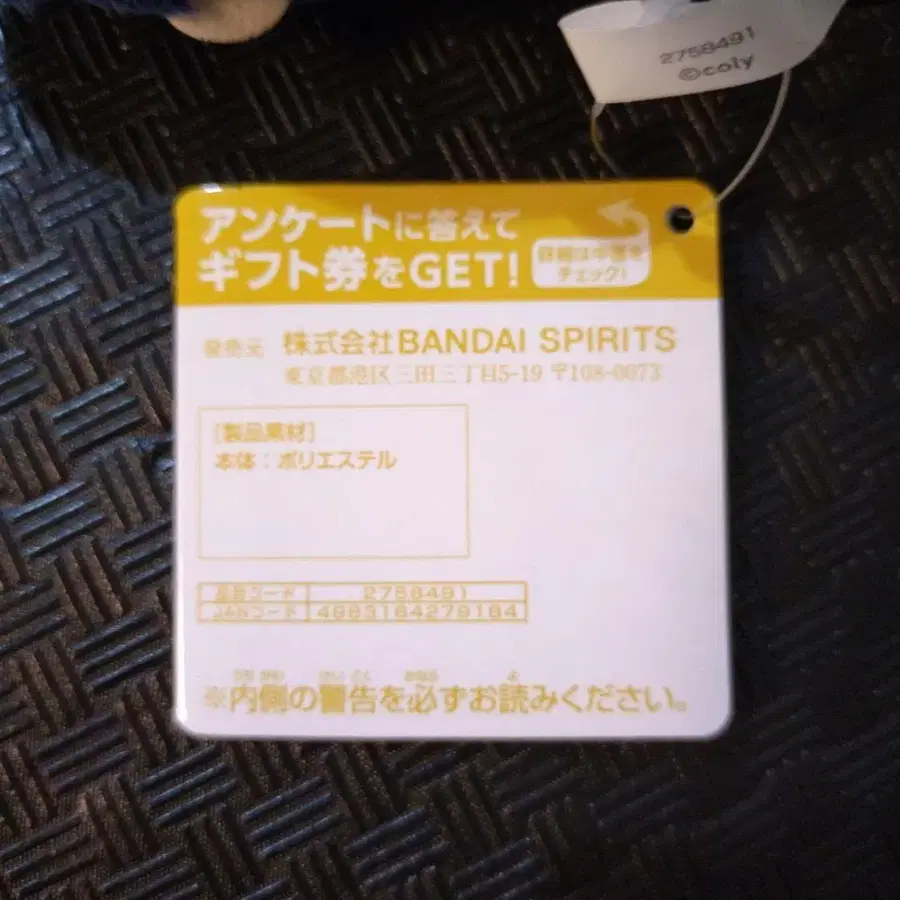 2758491
©coly
アンケートに答えて
ギフト券をGET!
詳細は中面を
チェック!
発売元 株式会社BANDAI SPIRITS
東京都港区三田三丁目5-19 〒108-0073
[製品素材]
本体：ポリエステル
品番コード 2758491
JANコード 4983164279184
※内側の警告を必ずお読みください。